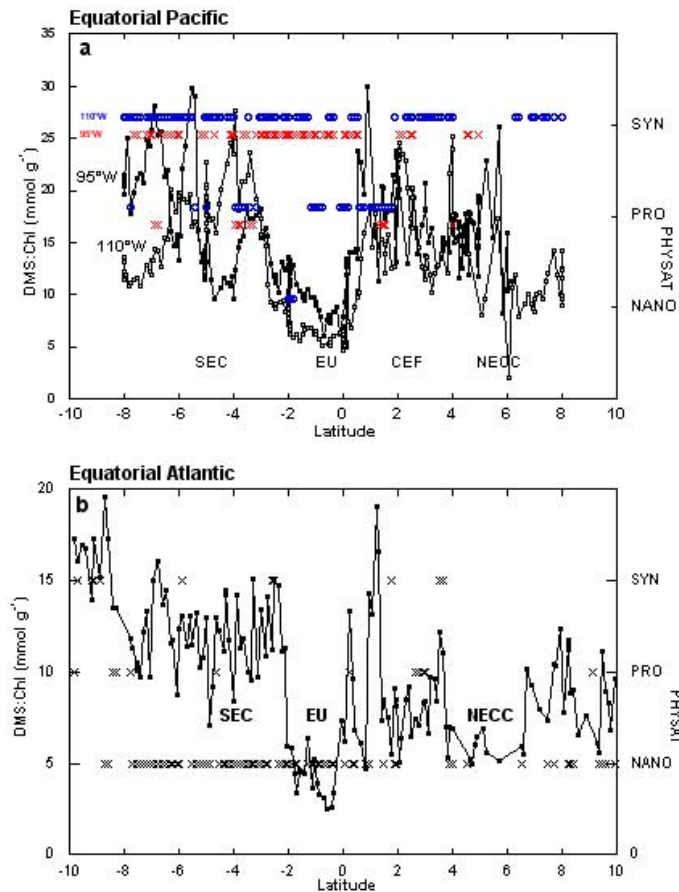 Equatorial Pacific
a
35
30
25
20
15
10
5
0
DMS:Chl (mmol g⁻¹)
110°W
95°W
95°W
110°W
SYN
PRO
NANO
PHYSAT
SEC
EU
CEF
NECC
-10 -8 -6 -4 -2 0 2 4 6 8 10
Latitude
Equatorial Atlantic
b
20
15
10
5
0
DMS:Chl (mmol g⁻¹)
SYN
PRO
NANO
0
PHYSAT
SEC
EU
NECC
-10 -8 -6 -4 -2 0 2 4 6 8 10
Latitude